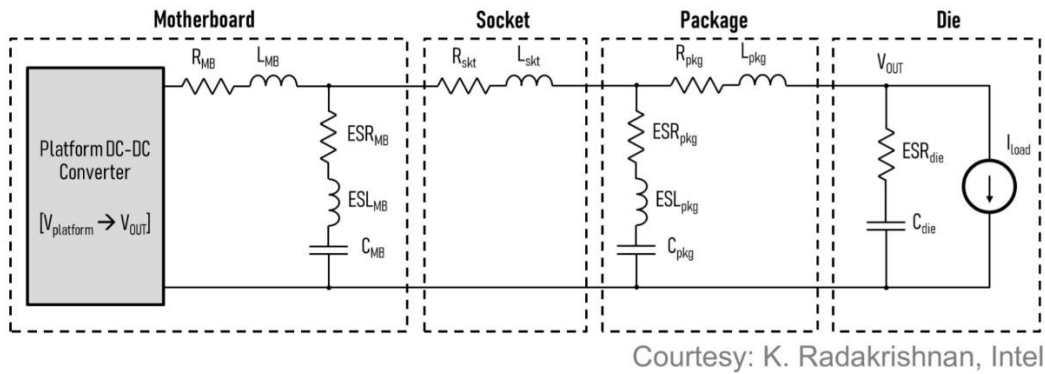 Motherboard
Socket
Package
Die
R_MB
L_MB
R_skt
L_skt
R_pkg
L_pkg
V_OUT
Platform DC-DC
Converter
[V_platform → V_OUT]
ESR_MB
ESL_MB
C_MB
ESR_pkg
ESL_pkg
C_pkg
ESR_die
C_die
I_load
Courtesy: K. Radakrishnan, Intel